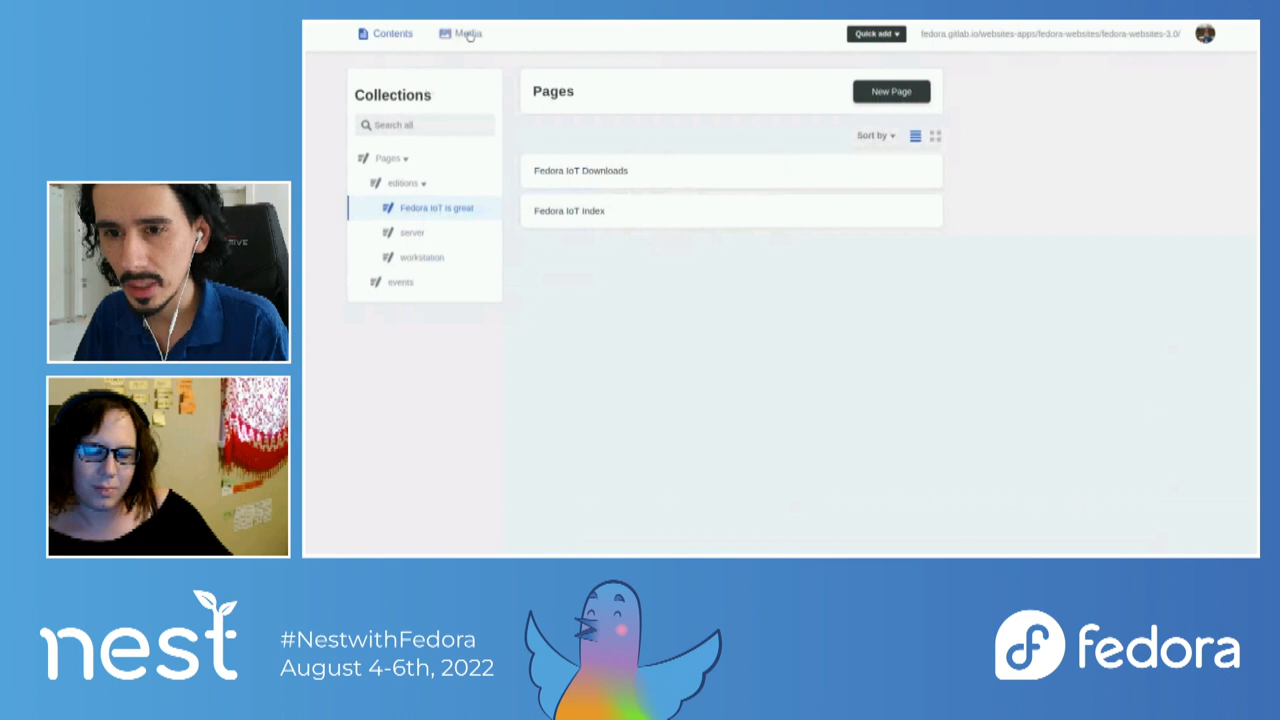 Contents
Media
Quick add
fedora.gitlab.io/websites-apps/fedora-websites/fedora-websites-3.0/
Collections
Search all
Pages
editions
Fedora IoT is great
server
workstation
events
Pages
New Page
Sort by
Fedora IoT Downloads
Fedora IoT Index
nest
#NestwithFedora
August 4-6th, 2022
fedora